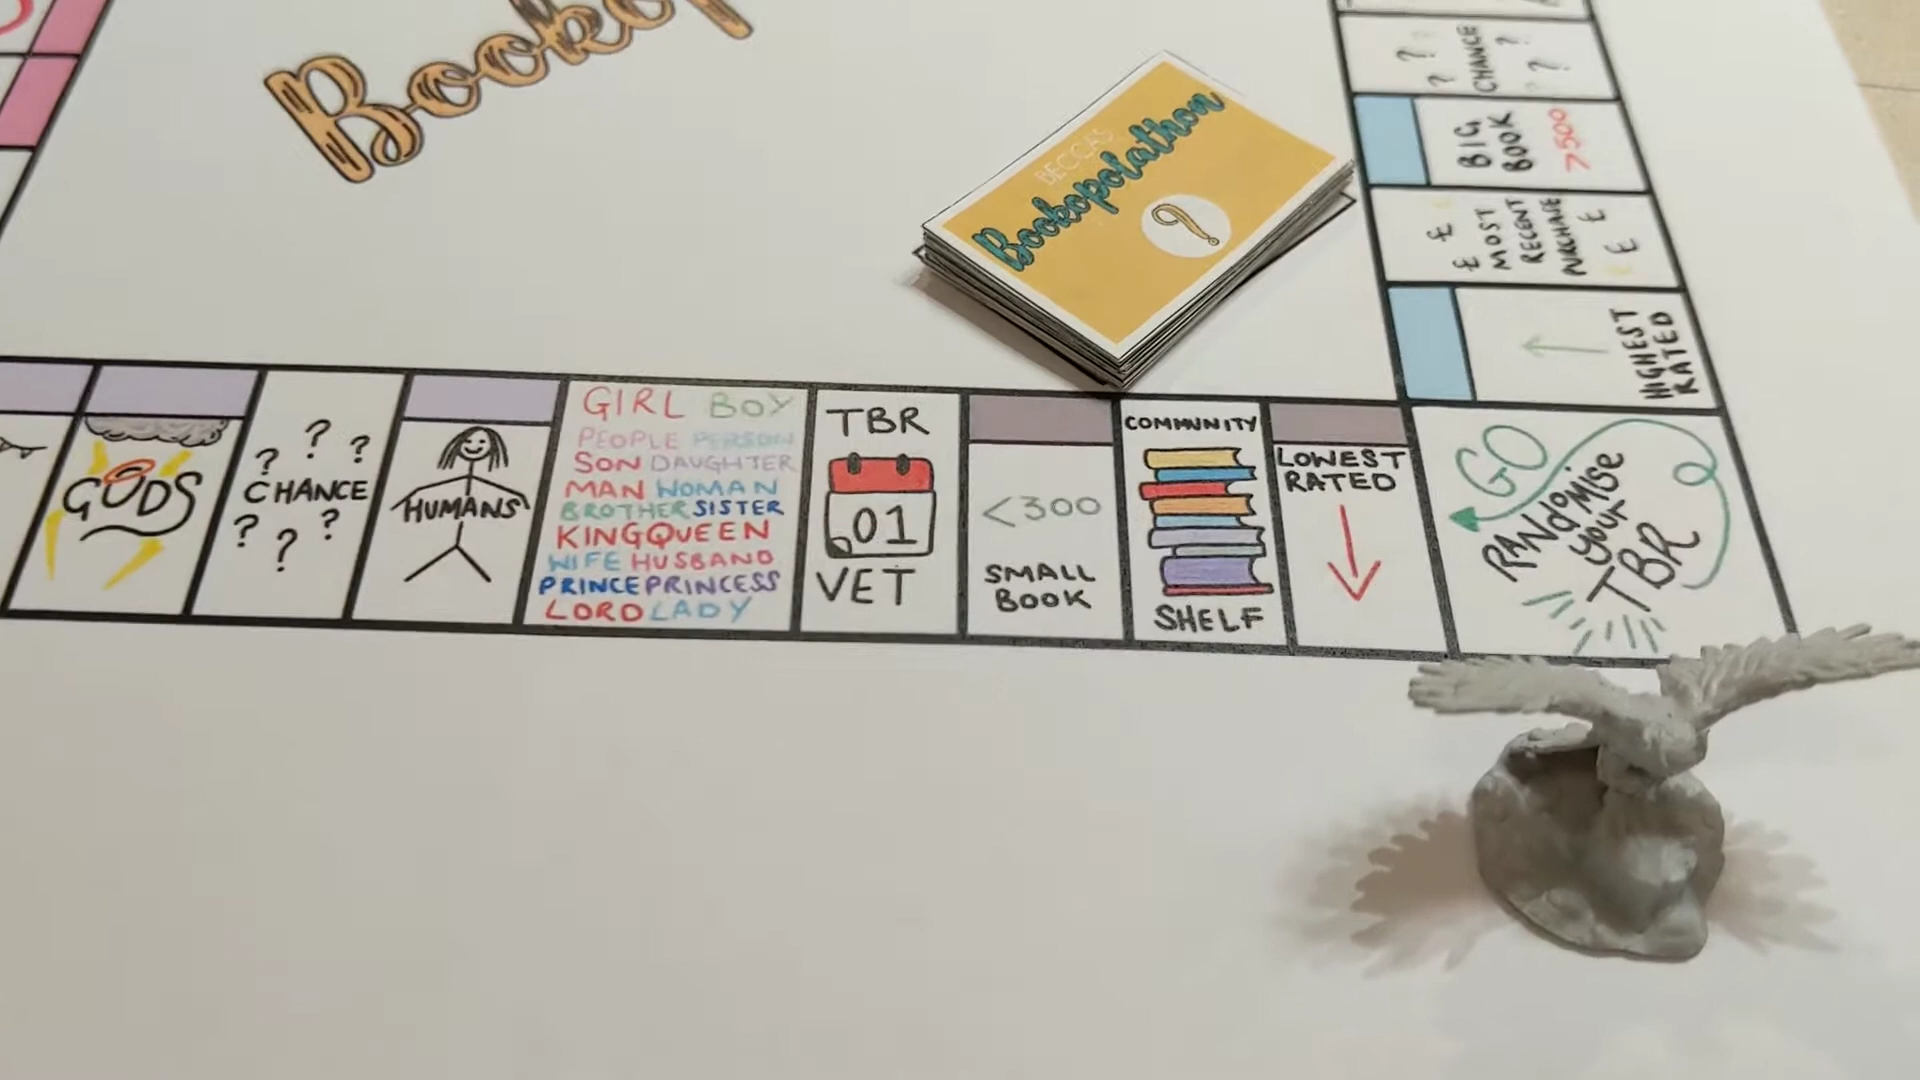 Bookop
BECCA'S
Bookopolathon
?
? ?
CHANCE
? ?
BIG
BOOK
>500
£ £
MOST
RECENT
PURCHASE
£ £
HIGHEST
RATED
GODS
? ? ?
CHANCE
? ? ?
HUMANS
GIRL BOY
PEOPLE PERSON
SON DAUGHTER
MAN WOMAN
BROTHER SISTER
KING QUEEN
WIFE HUSBAND
PRINCE PRINCESS
LORD LADY
TBR
01
VET
<300
SMALL
BOOK
COMMUNITY
SHELF
LOWEST
RATED
GO
RANdoMISE
youR
TBR